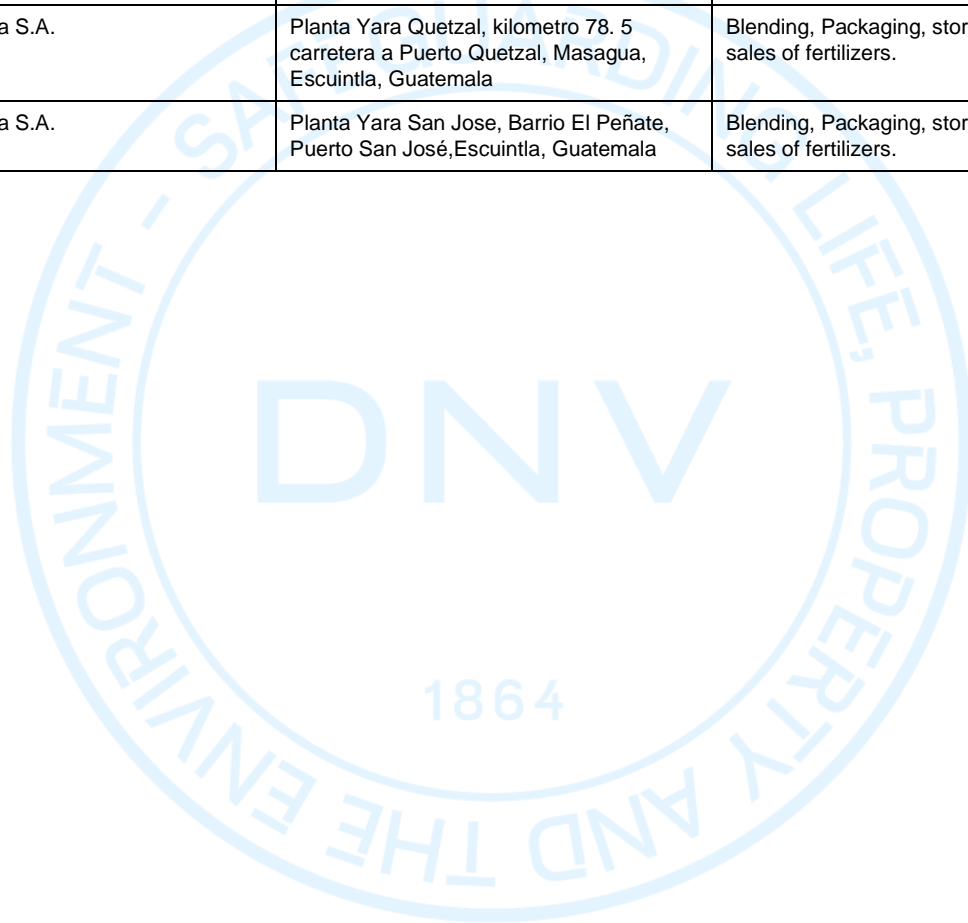 a S.A.
Planta Yara Quetzal, kilometro 78. 5
carretera a Puerto Quetzal, Masagua,
Escuintla, Guatemala
Blending, Packaging, stor
sales of fertilizers.
a S.A.
Planta Yara San Jose, Barrio El Peñate,
Puerto San José,Escuintla, Guatemala
Blending, Packaging, stor
sales of fertilizers.
SAFEGUARDING LIFE, PROPERTY AND THE ENVIRONMENT -
DNV
1864